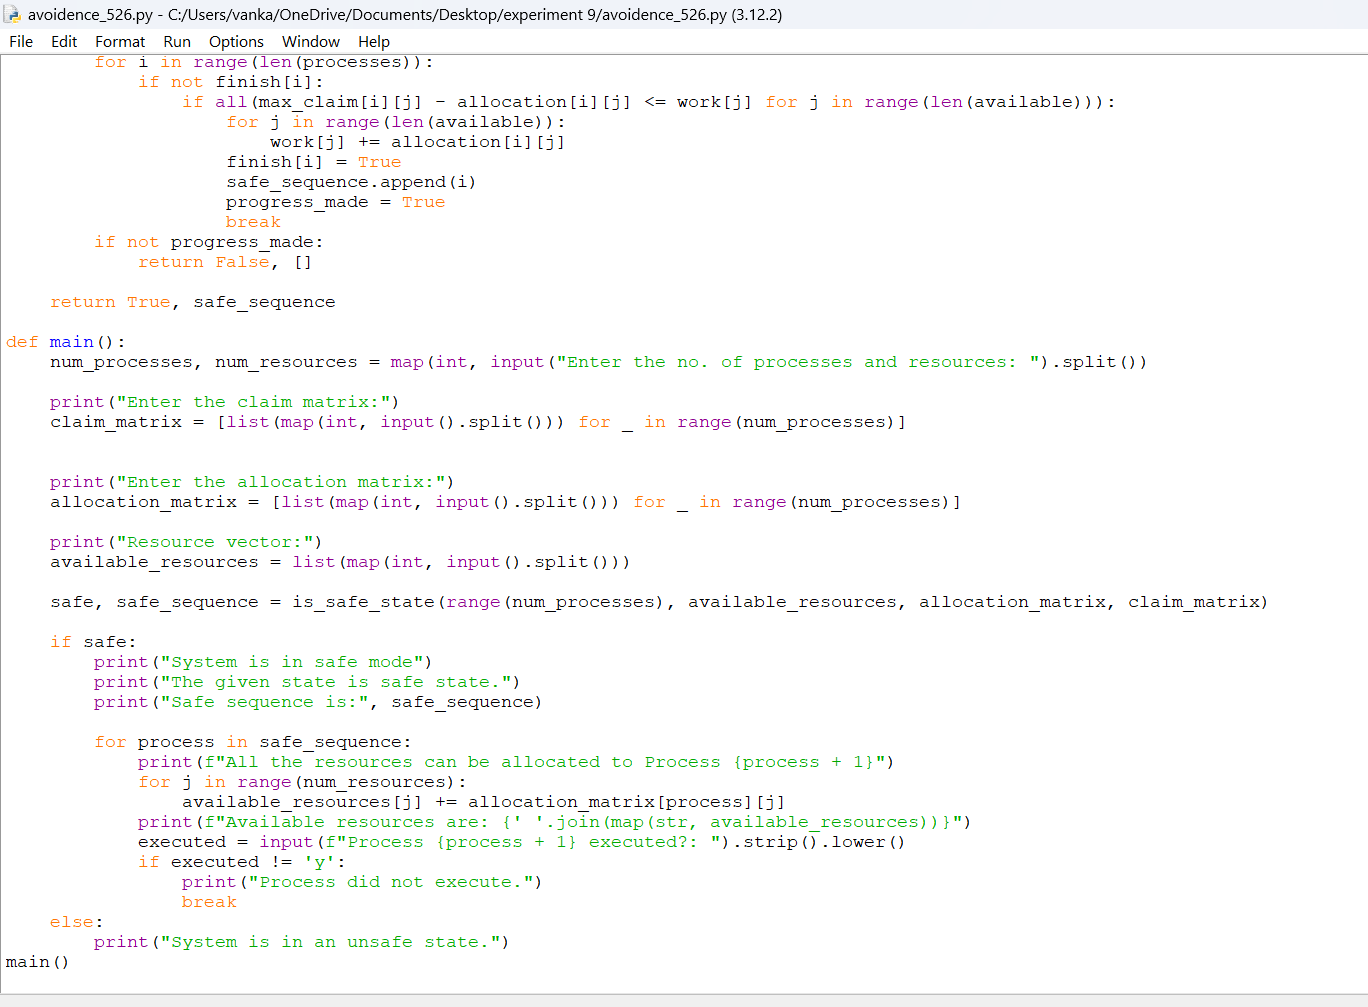 avoidence_526.py - C:/Users/vanka/OneDrive/Documents/Desktop/experiment 9/avoidence_526.py (3.12.2)
File Edit Format Run Options Window Help
        for i in range(len(processes)):
            if not finish[i]:
                if all(max_claim[i][j] - allocation[i][j] <= work[j] for j in range(len(available))):
                    for j in range(len(available)):
                        work[j] += allocation[i][j]
                    finish[i] = True
                    safe_sequence.append(i)
                    progress_made = True
                    break
        if not progress_made:
            return False, []

    return True, safe_sequence

def main():
    num_processes, num_resources = map(int, input("Enter the no. of processes and resources: ").split())

    print("Enter the claim matrix:")
    claim_matrix = [list(map(int, input().split())) for _ in range(num_processes)]


    print("Enter the allocation matrix:")
    allocation_matrix = [list(map(int, input().split())) for _ in range(num_processes)]

    print("Resource vector:")
    available_resources = list(map(int, input().split()))

    safe, safe_sequence = is_safe_state(range(num_processes), available_resources, allocation_matrix, claim_matrix)

    if safe:
        print("System is in safe mode")
        print("The given state is safe state.")
        print("Safe sequence is:", safe_sequence)

        for process in safe_sequence:
            print(f"All the resources can be allocated to Process {process + 1}")
            for j in range(num_resources):
                available_resources[j] += allocation_matrix[process][j]
            print(f"Available resources are: {' '.join(map(str, available_resources))}")
            executed = input(f"Process {process + 1} executed?: ").strip().lower()
            if executed != 'y':
                print("Process did not execute.")
                break
    else:
        print("System is in an unsafe state.")
main()